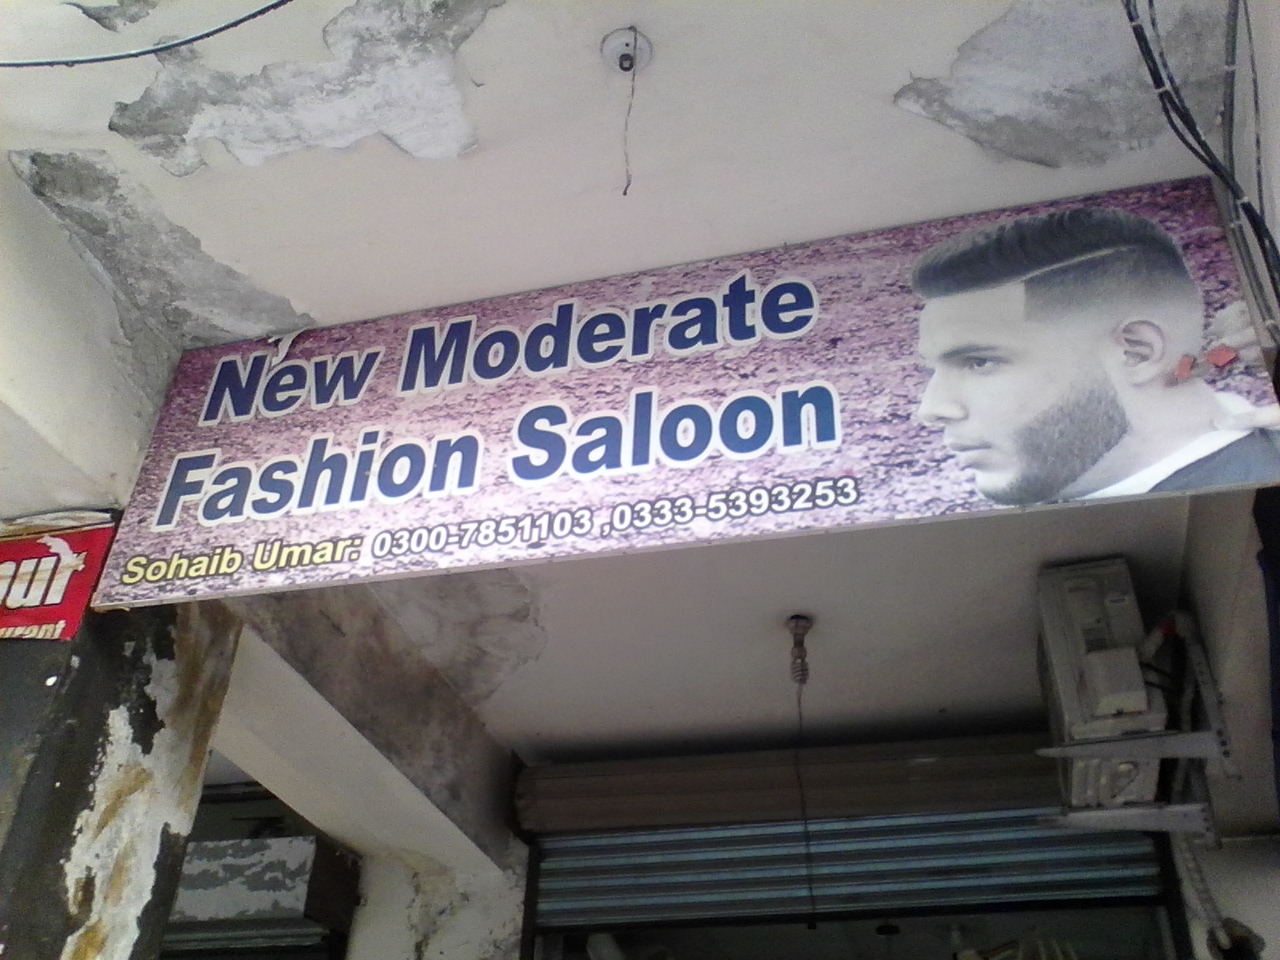 New Moderate
Fashion Saloon
Sohaib Umar: 0300-7851103 ,0333-5393253